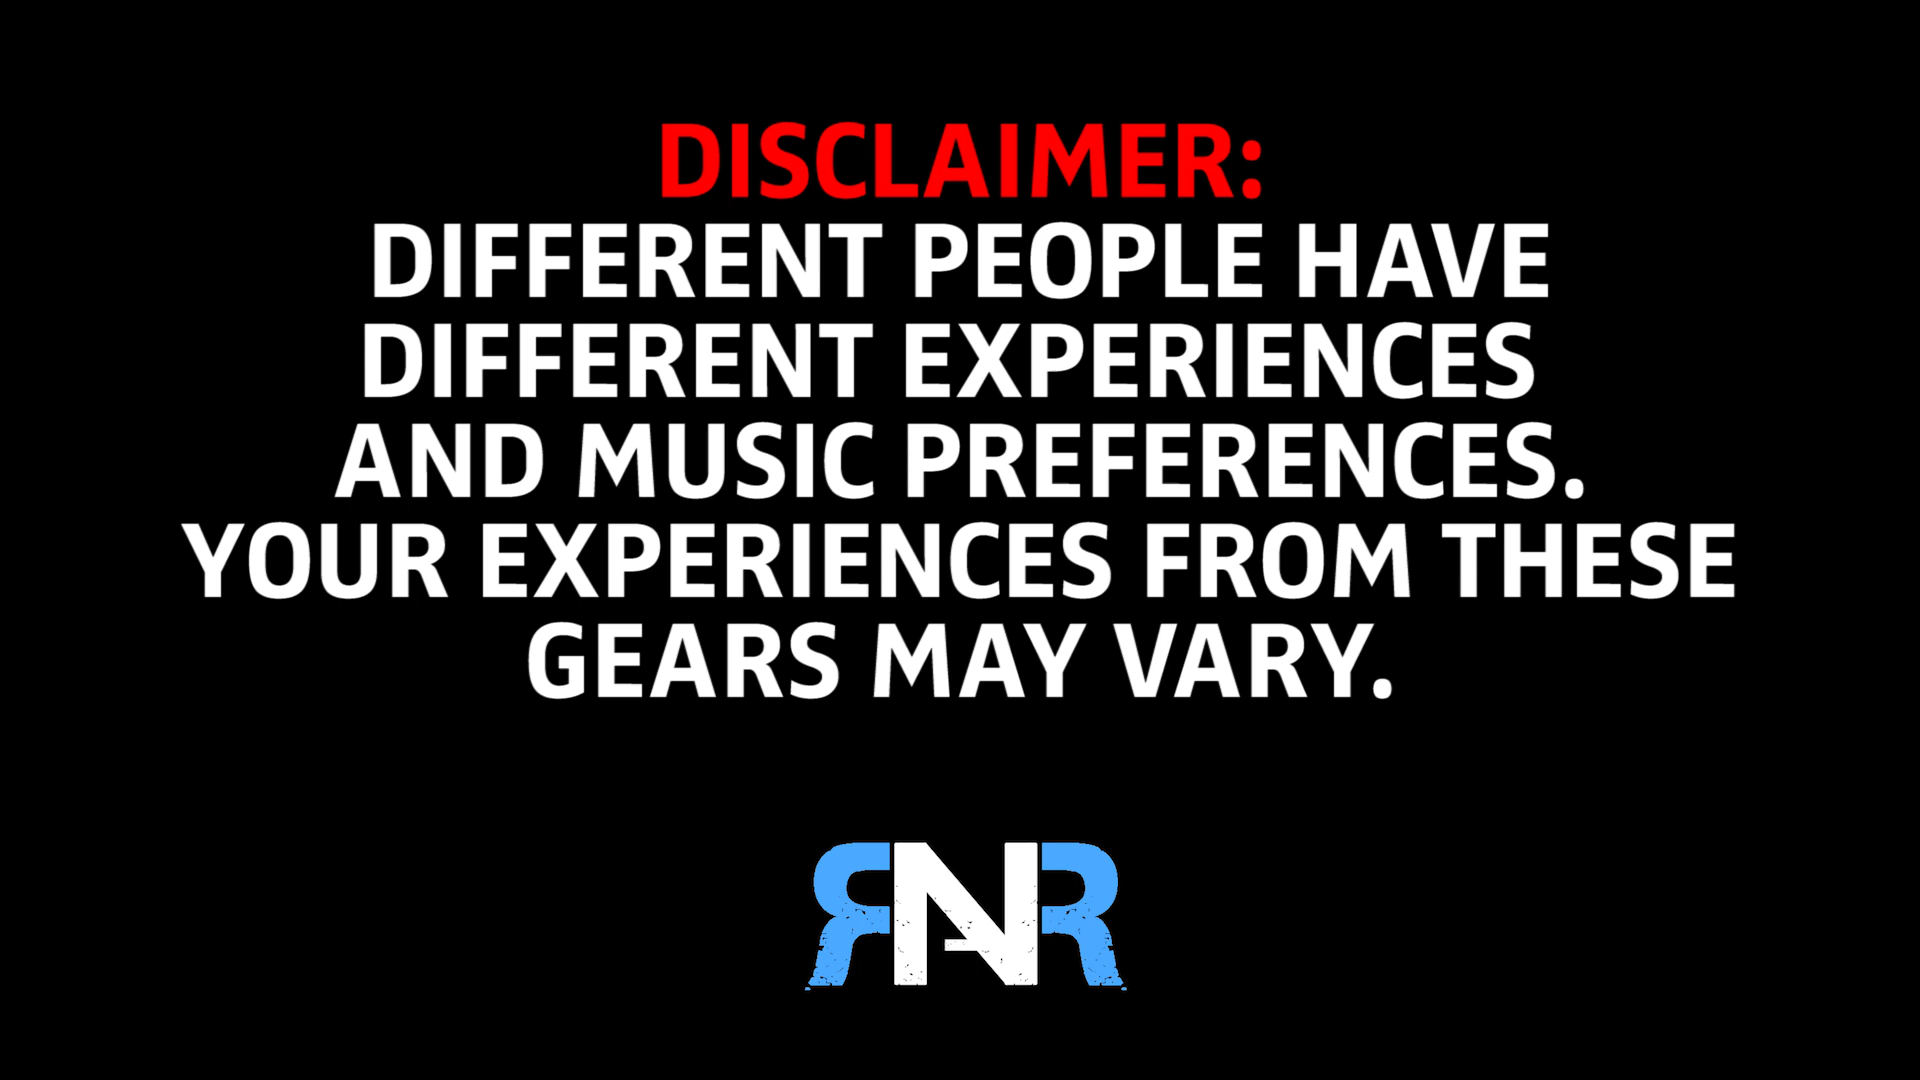 DISCLAIMER:
DIFFERENT PEOPLE HAVE
DIFFERENT EXPERIENCES
AND MUSIC PREFERENCES.
YOUR EXPERIENCES FROM THESE
GEARS MAY VARY.
RNR